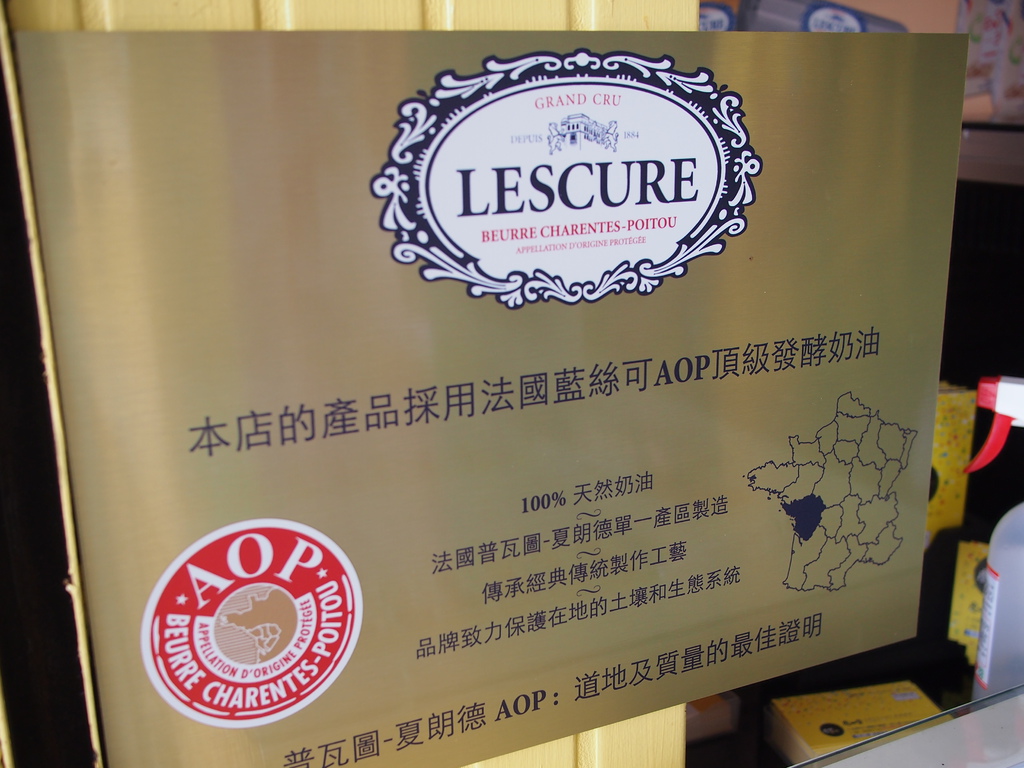 GRAND CRU
DEPUIS 1884
LESCURE
BEURRE CHARENTES-POITOU
APPELLATION D'ORIGINE PROTÉGÉE
本店的產品採用法國藍絲可AOP頂級發酵奶油
100% 天然奶油
～
法國普瓦圖-夏朗德單一產區製造
～
傳承經典傳統製作工藝
～
品牌致力保護在地的土壤和生態系統
普瓦圖-夏朗德 AOP：道地及質量的最佳證明
★ AOP ★
APPELLATION D'ORIGINE PROTÉGÉE
BEURRE CHARENTES-POITOU